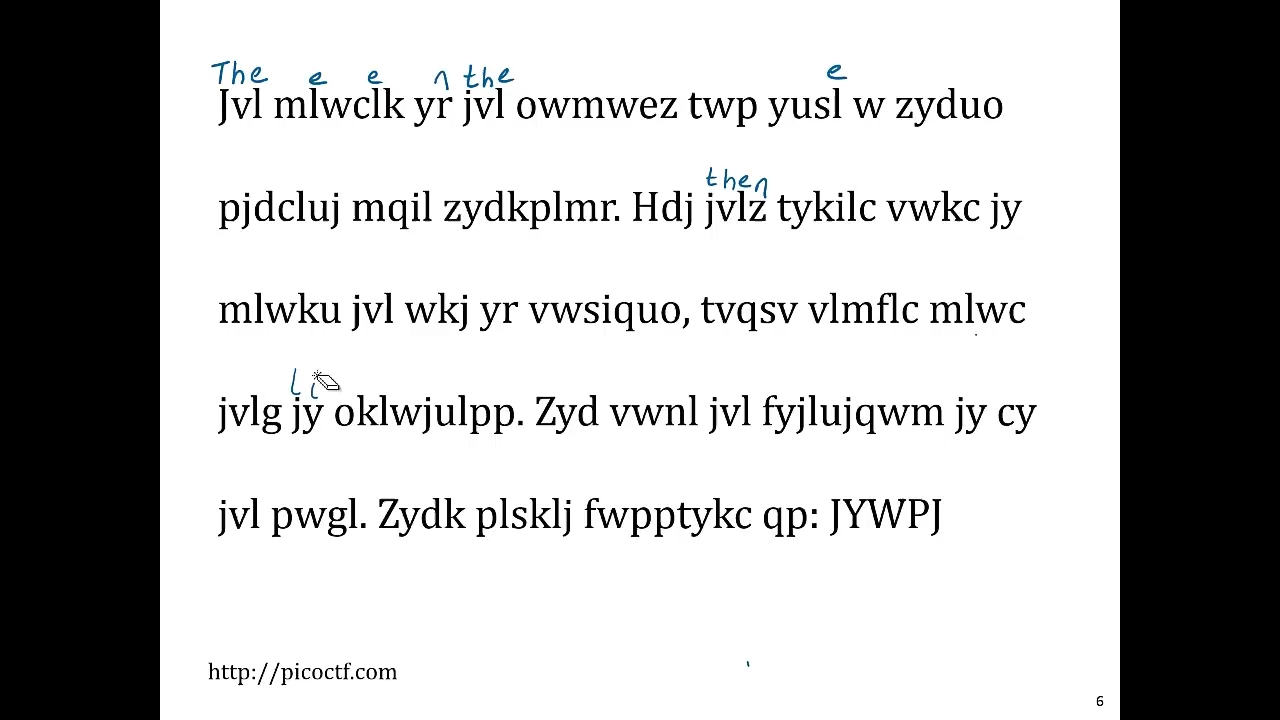 The e e n the e
Jvl mlwclk yr jvl owmwez twp yusl w zyduo
then
pjdcluj mqil zydkplmr. Hdj jvlz tykilc vwkc jy
mlwku jvl wkj yr vwsiquo, tvqsv vlmflc mlwc
jvlg jy oklwjulpp. Zyd vwnl jvl fyjlujqwm jy cy
jvl pwgl. Zydk plsklj fwpptykc qp: JYWPJ
http://picoctf.com
6